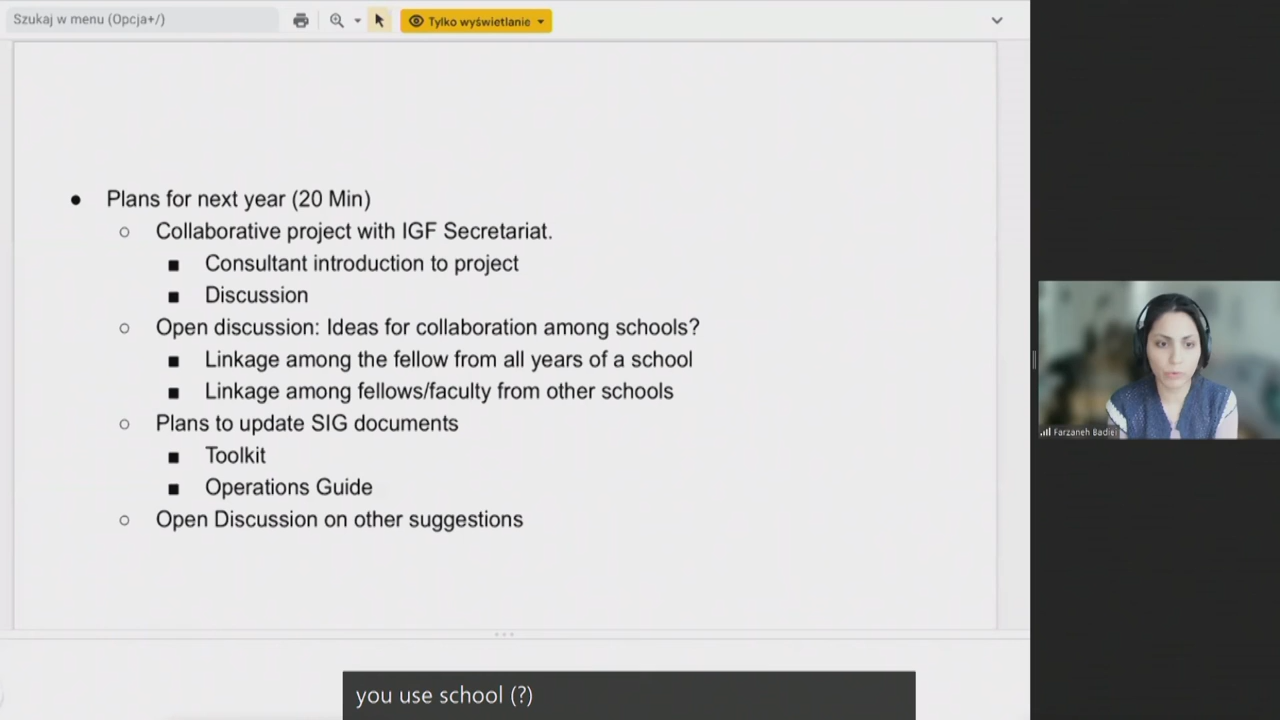 Szukaj w menu (Opcja+/)
Tylko wyświetlanie
● Plans for next year (20 Min)
○ Collaborative project with IGF Secretariat.
■ Consultant introduction to project
■ Discussion
○ Open discussion: Ideas for collaboration among schools?
■ Linkage among the fellow from all years of a school
■ Linkage among fellows/faculty from other schools
○ Plans to update SIG documents
■ Toolkit
■ Operations Guide
○ Open Discussion on other suggestions
Farzaneh Badiei
you use school (?)